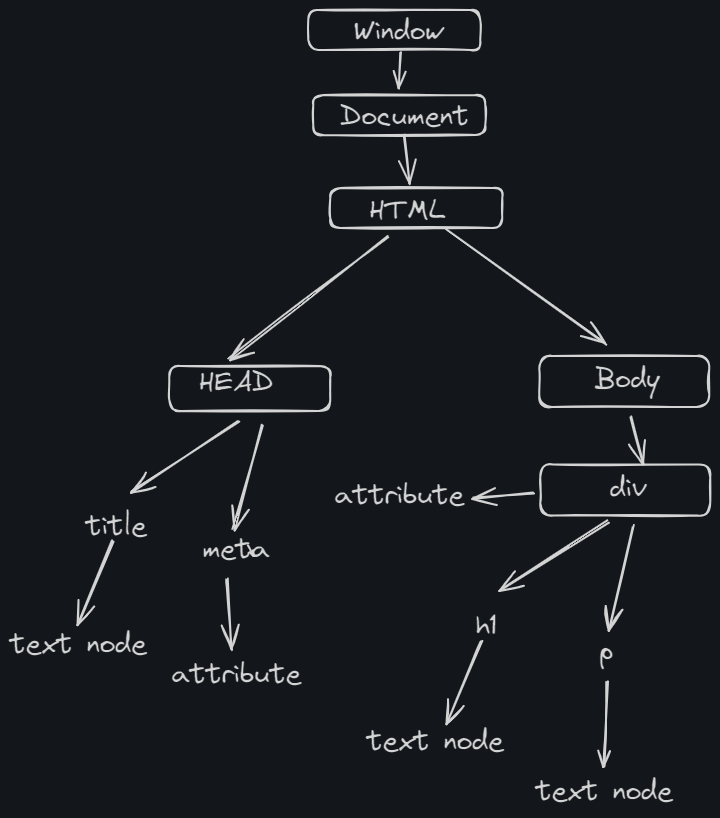 Window
Document
HTML
HEAD
Body
attribute
div
title
meta
h1
text node
p
attribute
text node
text node